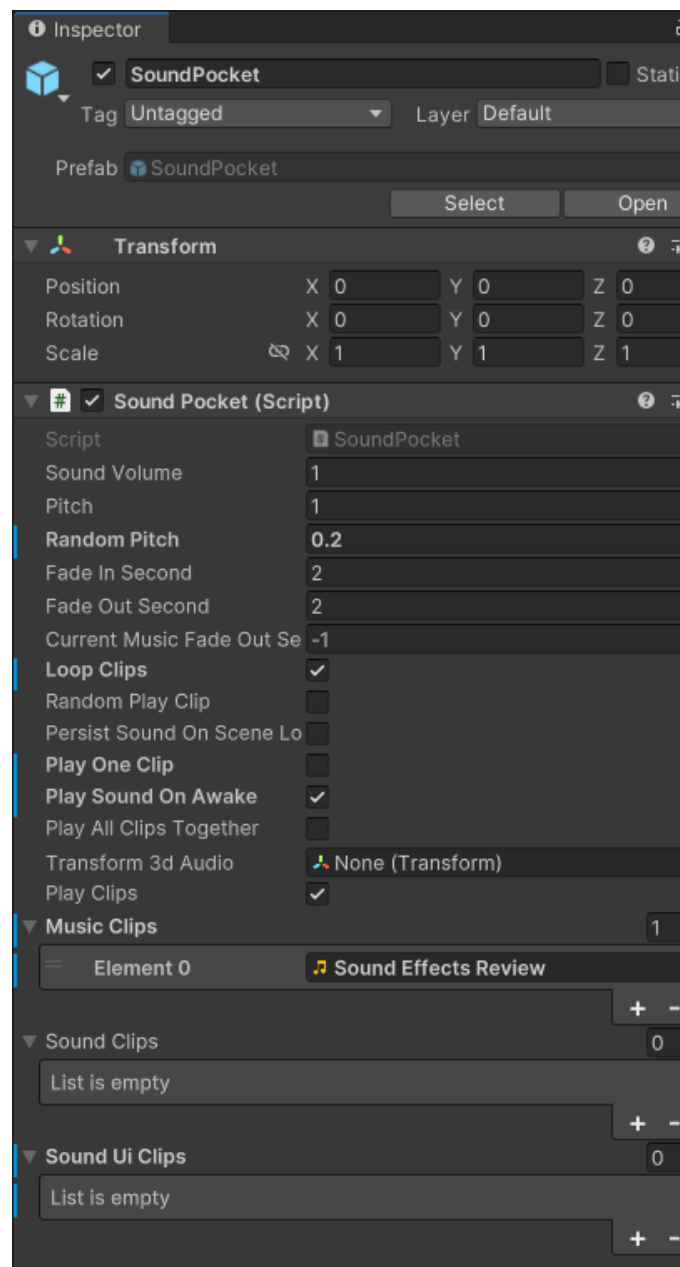 Inspector
SoundPocket Stati
Tag Untagged Layer Default
Prefab SoundPocket
Select Open
Transform
Position X 0 Y 0 Z 0
Rotation X 0 Y 0 Z 0
Scale X 1 Y 1 Z 1
# Sound Pocket (Script)
Script SoundPocket
Sound Volume 1
Pitch 1
Random Pitch 0.2
Fade In Second 2
Fade Out Second 2
Current Music Fade Out Se -1
Loop Clips
Random Play Clip
Persist Sound On Scene Lo
Play One Clip
Play Sound On Awake
Play All Clips Together
Transform 3d Audio None (Transform)
Play Clips
Music Clips 1
Element 0 Sound Effects Review
+ -
Sound Clips 0
List is empty
+ -
Sound Ui Clips 0
List is empty
+ -